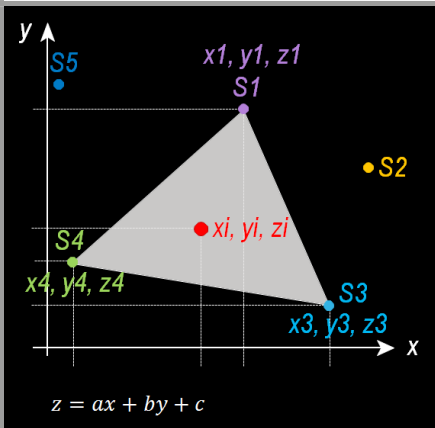 y
S5
x1, y1, z1
S1
S2
xi, yi, zi
S4
x4, y4, z4
S3
x3, y3, z3
x
z = ax + by + c